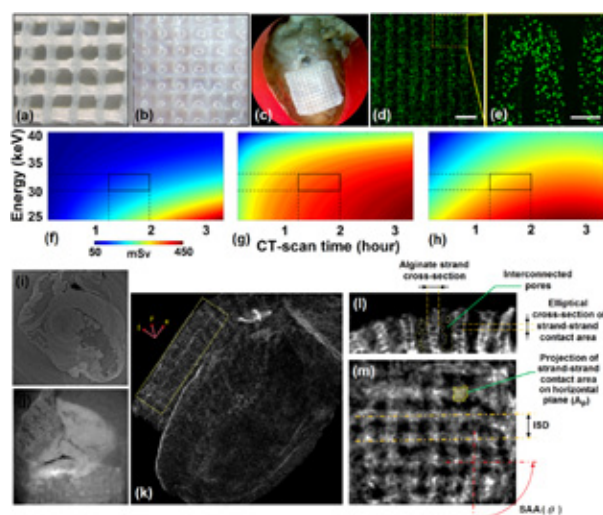 (a)
(b)
(c)
(d)
(e)
Energy (keV)
40
35
30
25
1
2
3
1
2
3
1
2
3
(f)
(g)
CT-scan time (hour)
(h)
50
mSv
450
(i)
(k)
Alginate strand
cross-section
Interconnected
pores
(l)
Elliptical
cross-section of
strand-strand
contact area
(m)
Projection of
strand-strand
contact area
on horizontal
plane (Ap)
ISD
SAA